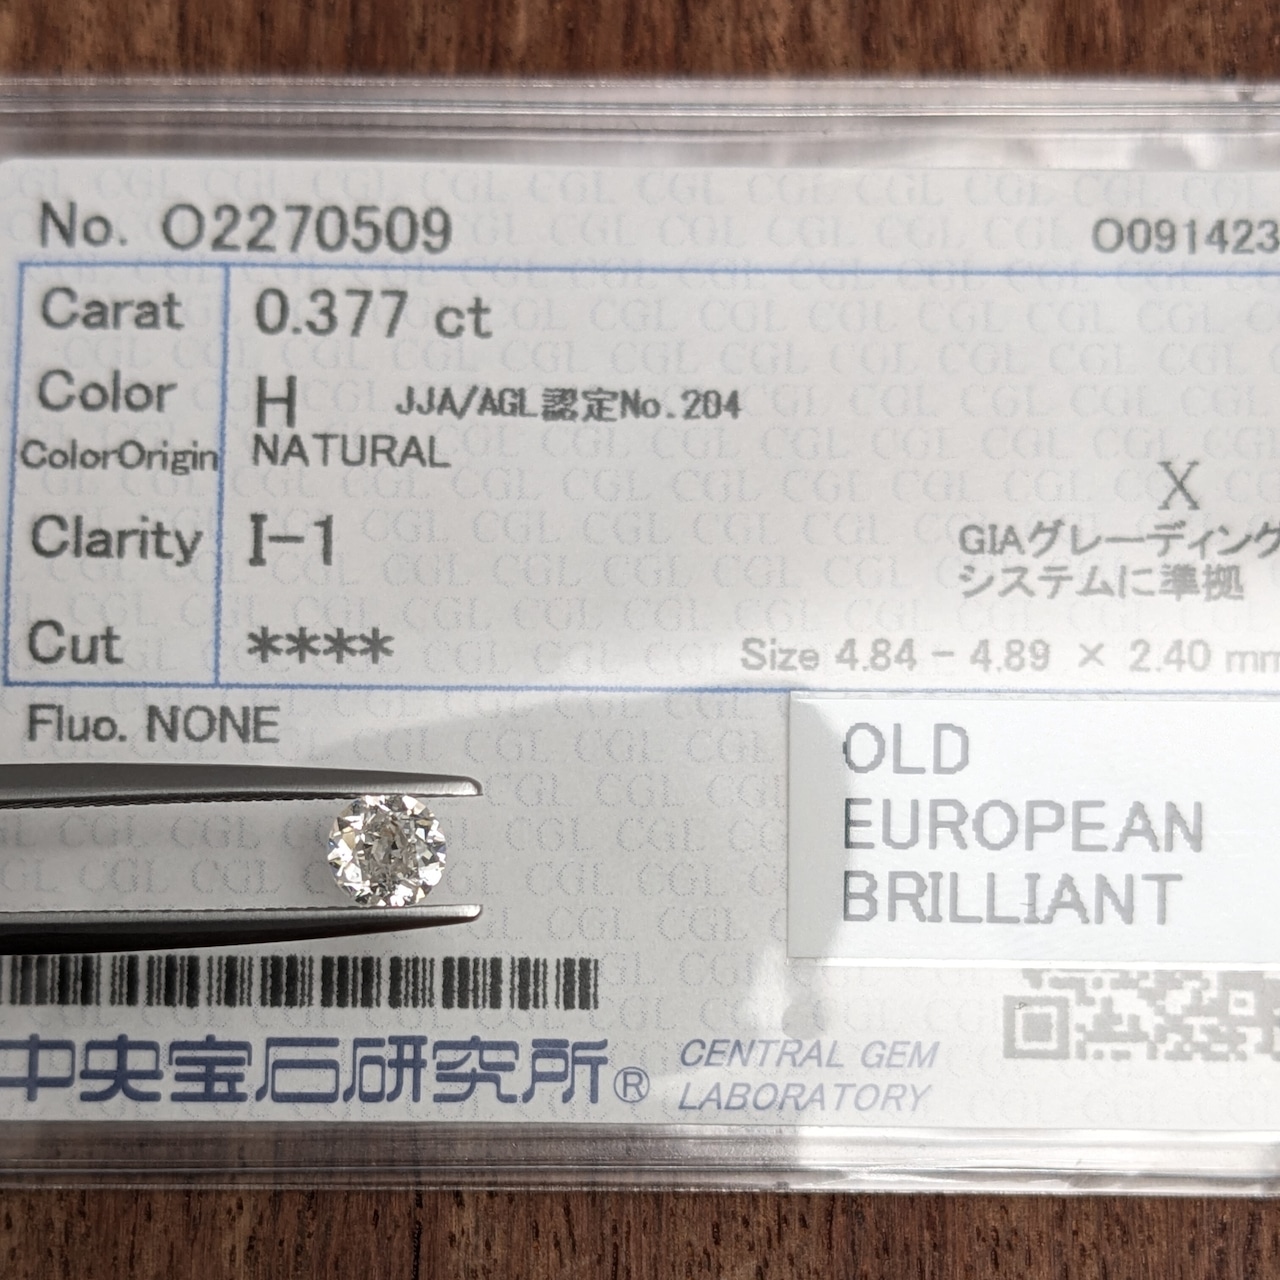 No. O2270509 O091423
Carat 0.377 ct
Color H JJA/AGL認定No.204
ColorOrigin NATURAL
X
Clarity I-1
GIAグレーディング
システムに準拠
Cut ****
Size 4.84 - 4.89 × 2.40 mm
Fluo. NONE
OLD
EUROPEAN
BRILLIANT
中央宝石研究所®
CENTRAL GEM
LABORATORY